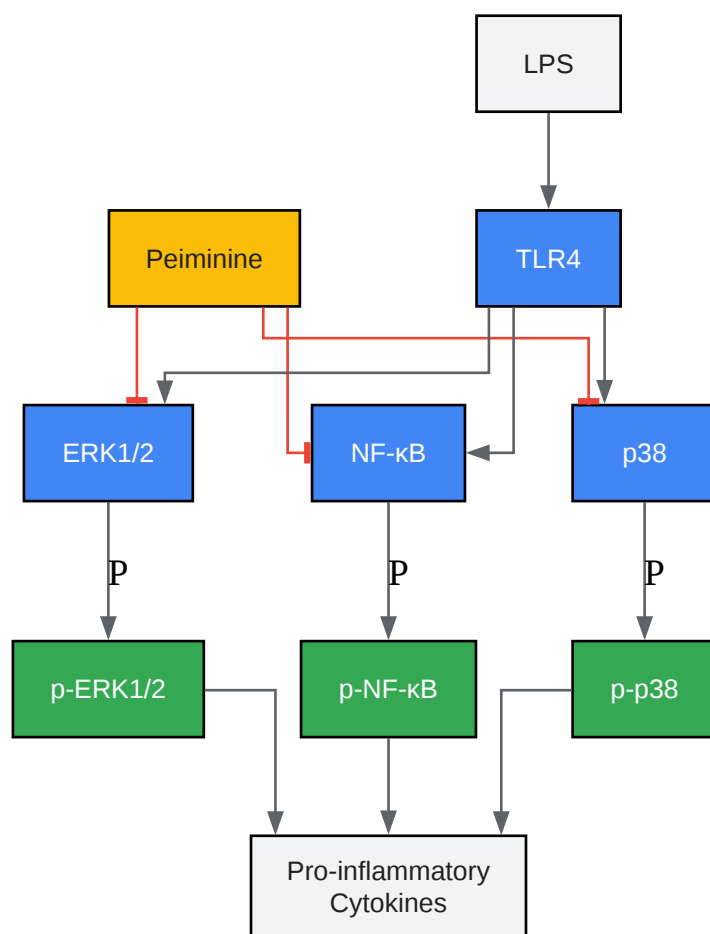 LPS
Peiminine
TLR4
ERK1/2
NF-κB
p38
P
P
P
p-ERK1/2
p-NF-κB
p-p38
Pro-inflammatory
Cytokines